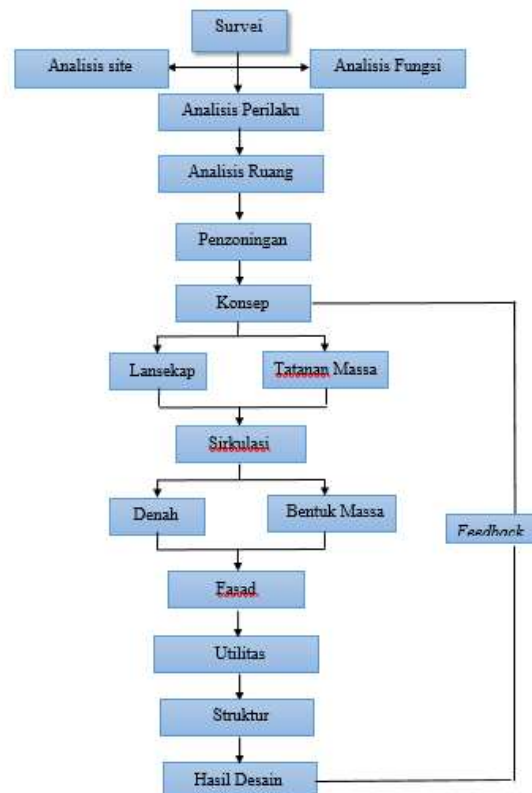 Survei
Analisis site
Analisis Fungsi
Analisis Perilaku
Analisis Ruang
Penzoningan
Konsep
Lansekap
Tatanan Massa
Sirkulasi
Denah
Bentuk Massa
Feedback
Fasad
Utilitas
Struktur
Hasil Desain